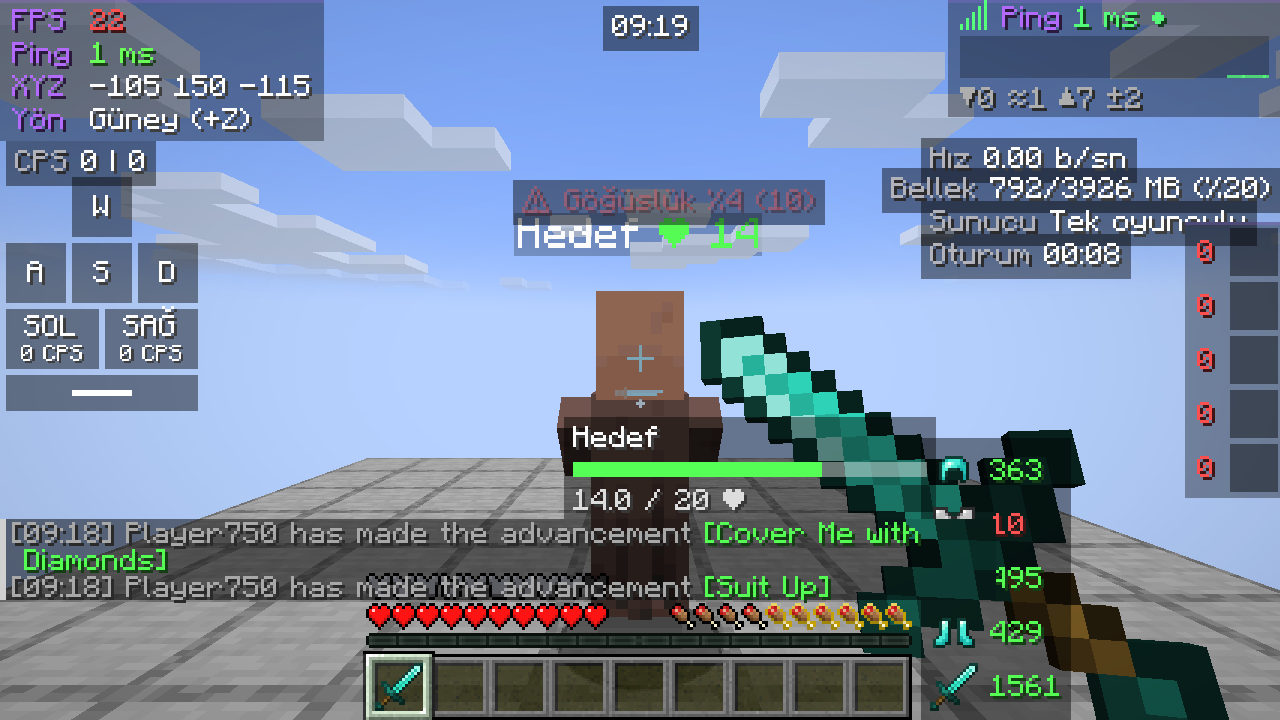 FPS 22
Ping 1 ms
XYZ -105 150 -115
Yön Güney (+Z)
CPS 0 | 0
W
A S D
SOL SAĞ
0 CPS 0 CPS
09:19
Ping 1 ms
▼0 ≈1 ▲7 ±2
Hız 0.00 b/sn
Bellek 792/3926 MB (%20)
Sunucu Tek oyunculu
Oturum 00:08
0
0
0
0
0
⚠ Göğüslük %4 (10)
Hedef 14
Hedef
14.0 / 20
[09:18] Player750 has made the advancement [Cover Me with
Diamonds]
[09:18] Player750 has made the advancement [Suit Up]
363
10
495
429
1561